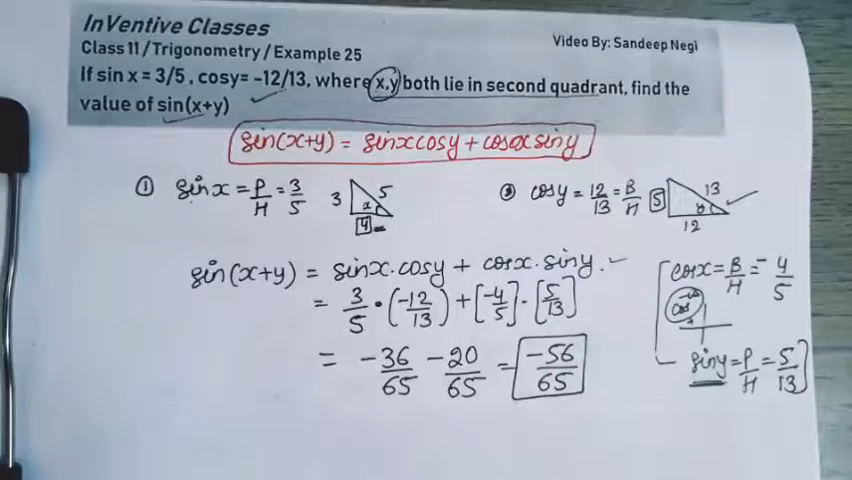 InVentive Classes
Class 11/Trigonometry/Example 25
Video By: Sandeep Negi
If sin x = 3/5 , cosy= -12/13, where x,y both lie in second quadrant, find the
value of sin(x+y)
sin(x+y) = sinxcosy + cosx siny
① sinx = P/H = 3/5
3 5 x 4
② cosy = 12/13 = B/H
5 13 y 12
sin(x+y) = sinx.cosy + cosx.siny.
= 3/5 • (-12/13) + [-4/5] . [5/13]
= -36/65 -20/65 = -56/65
cosx = B/H = -4/5
cos
siny = P/H = 5/13